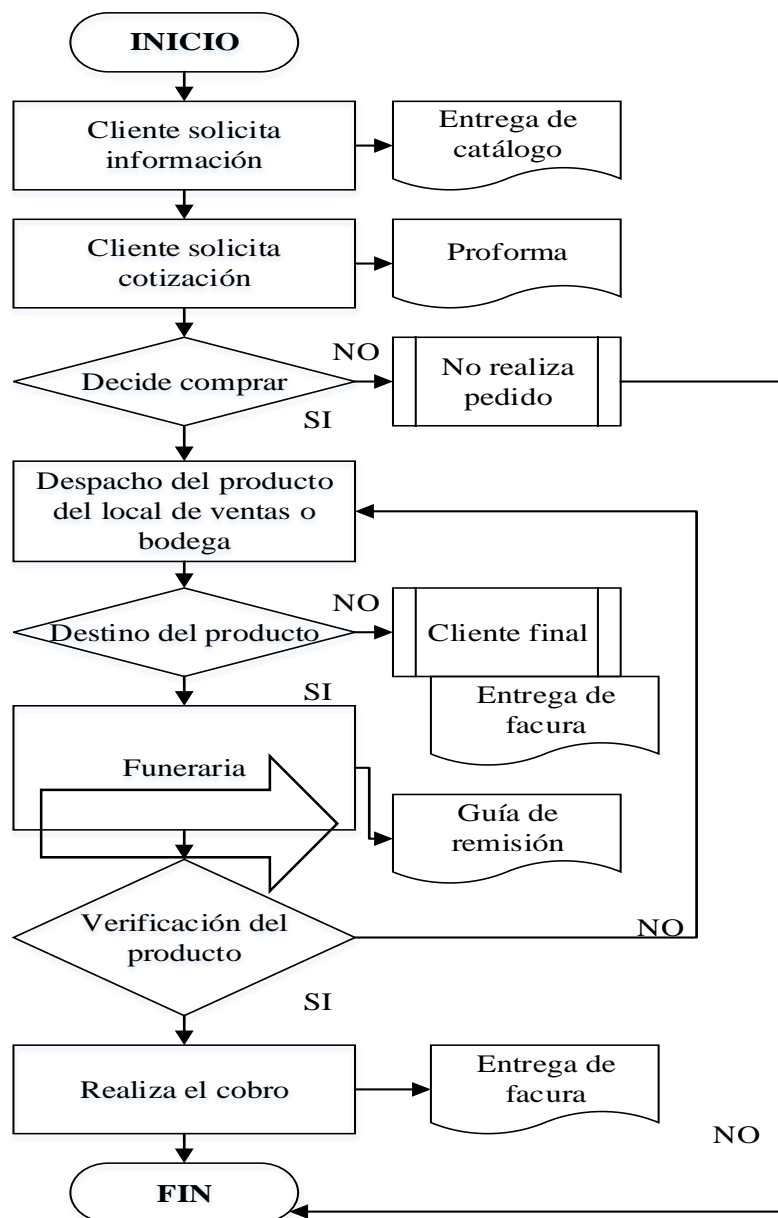 INICIO
Cliente solicita
información
Entrega de
catálogo
Cliente solicita
cotización
Proforma
NO
Decide comprar
No realiza
pedido
SI
Despacho del producto
del local de ventas o
bodega
NO
Destino del producto
Cliente final
SI
Entrega de
facura
Funeraria
Guía de
remisión
Verificación del
producto
NO
SI
Realiza el cobro
Entrega de
facura
NO
FIN